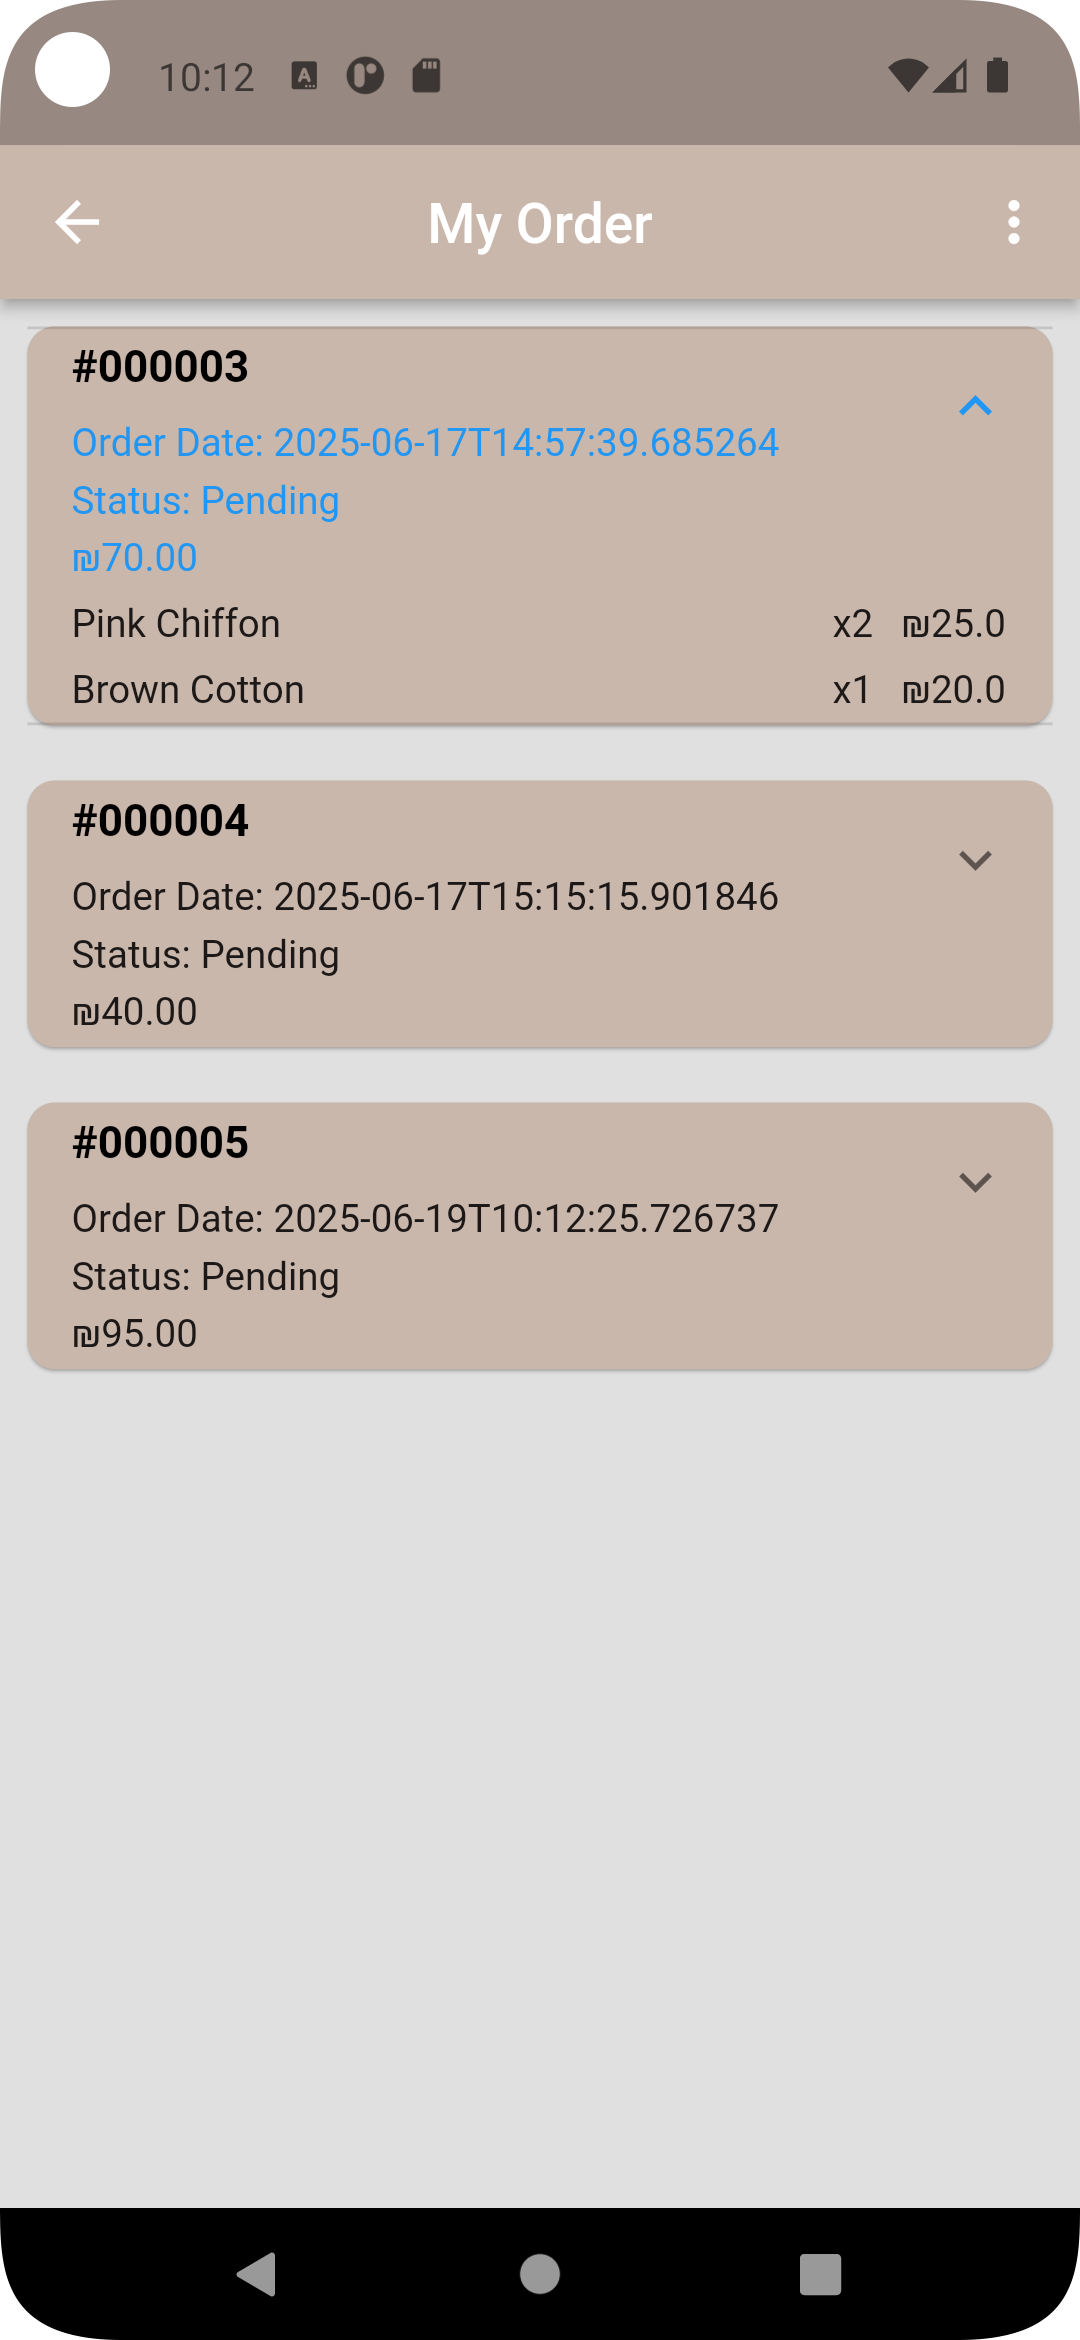 10:12
My Order
#000003
Order Date: 2025-06-17T14:57:39.685264
Status: Pending
₪70.00
Pink Chiffon x2 ₪25.0
Brown Cotton x1 ₪20.0
#000004
Order Date: 2025-06-17T15:15:15.901846
Status: Pending
₪40.00
#000005
Order Date: 2025-06-19T10:12:25.726737
Status: Pending
₪95.00